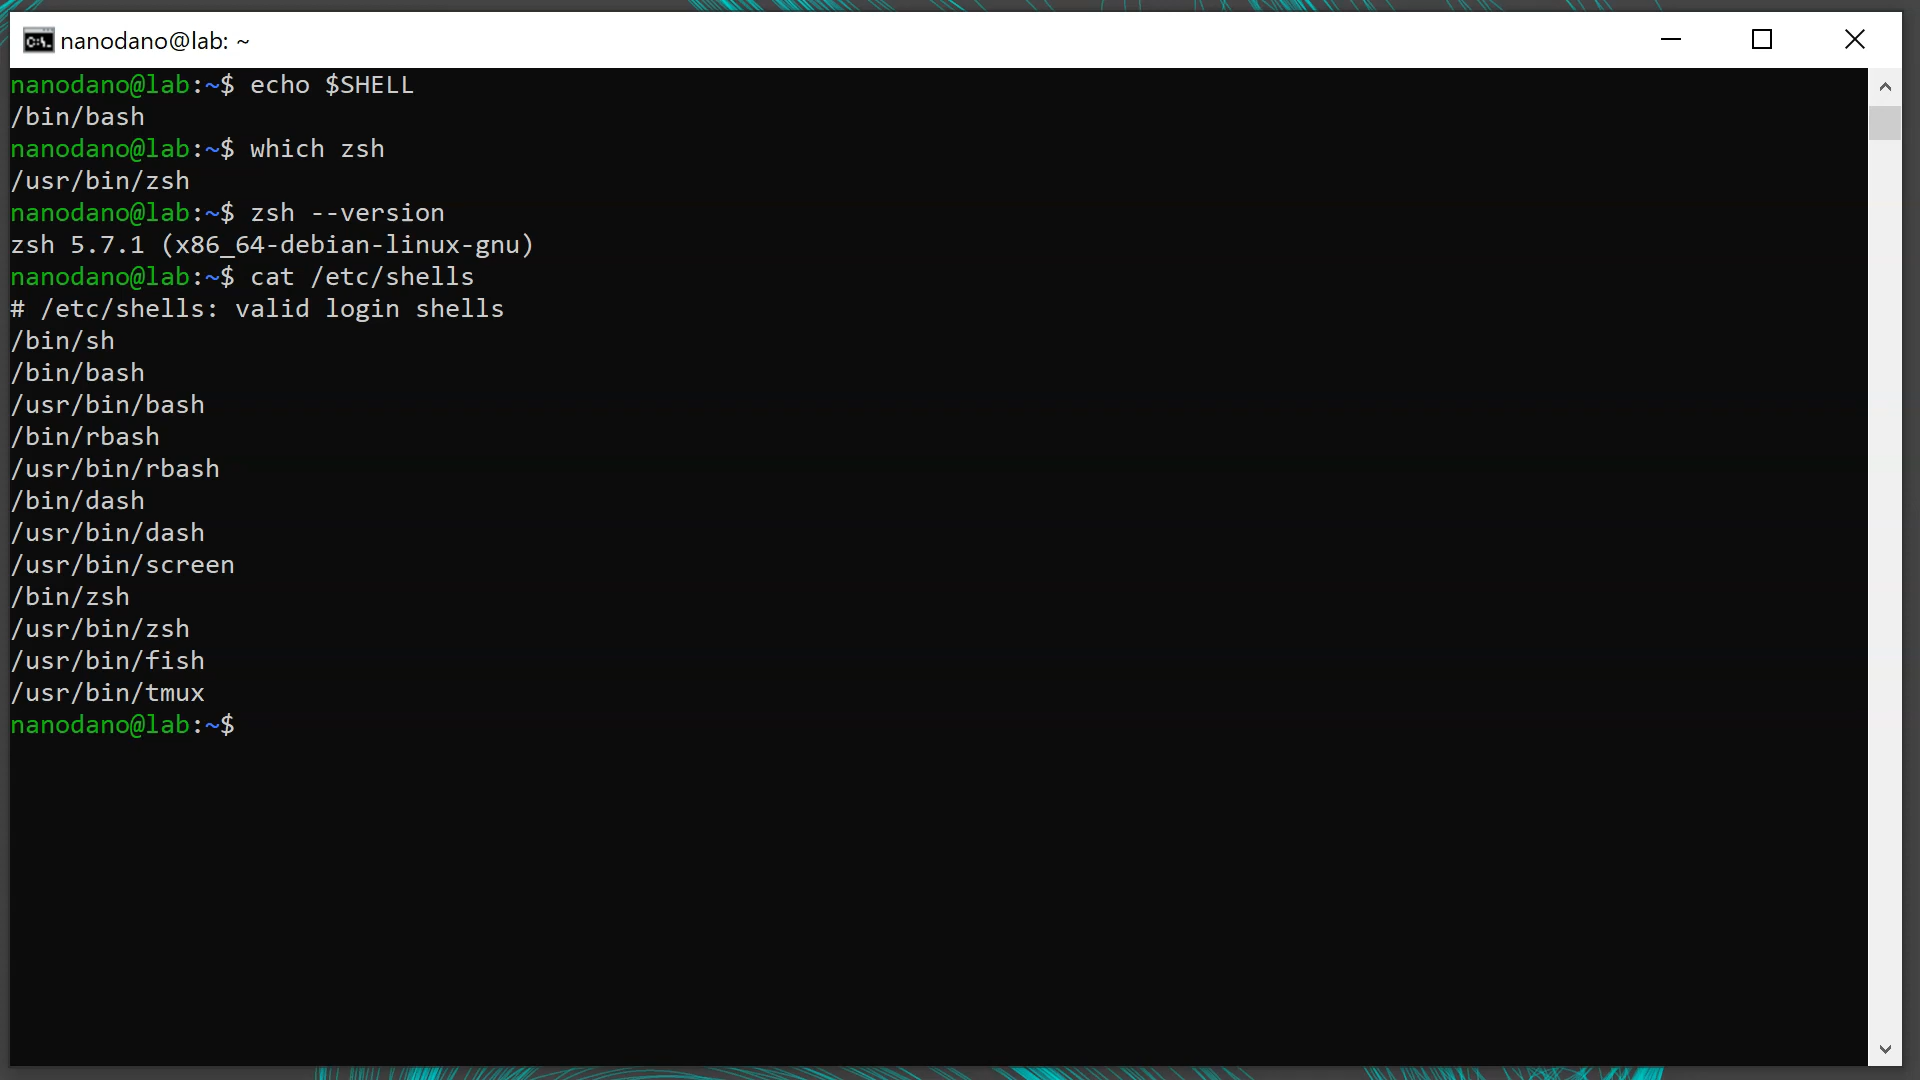 C:\.
nanodano@lab: ~
nanodano@lab:~$ echo $SHELL
/bin/bash
nanodano@lab:~$ which zsh
/usr/bin/zsh
nanodano@lab:~$ zsh --version
zsh 5.7.1 (x86_64-debian-linux-gnu)
nanodano@lab:~$ cat /etc/shells
# /etc/shells: valid login shells
/bin/sh
/bin/bash
/usr/bin/bash
/bin/rbash
/usr/bin/rbash
/bin/dash
/usr/bin/dash
/usr/bin/screen
/bin/zsh
/usr/bin/zsh
/usr/bin/fish
/usr/bin/tmux
nanodano@lab:~$